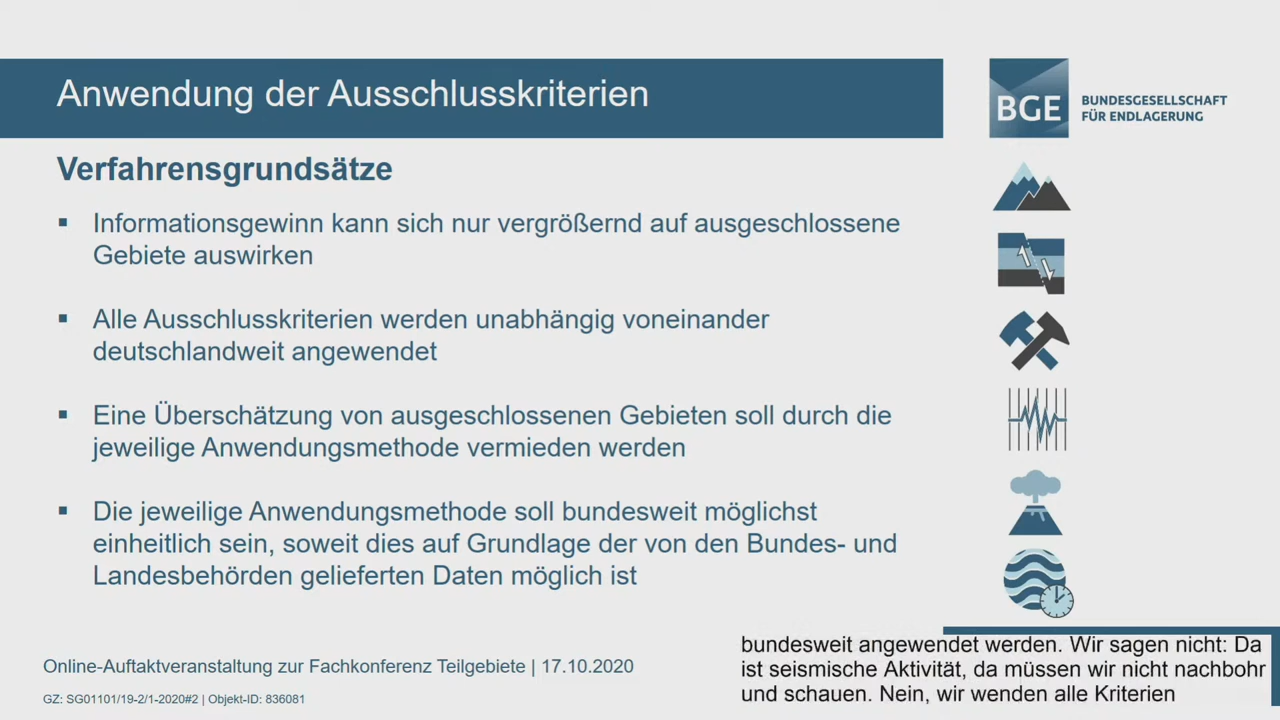 Anwendung der Ausschlusskriterien
BGE
BUNDESGESELLSCHAFT
FÜR ENDLAGERUNG
Verfahrensgrundsätze
▪ Informationsgewinn kann sich nur vergrößernd auf ausgeschlossene
Gebiete auswirken
▪ Alle Ausschlusskriterien werden unabhängig voneinander
deutschlandweit angewendet
▪ Eine Überschätzung von ausgeschlossenen Gebieten soll durch die
jeweilige Anwendungsmethode vermieden werden
▪ Die jeweilige Anwendungsmethode soll bundesweit möglichst
einheitlich sein, soweit dies auf Grundlage der von den Bundes- und
Landesbehörden gelieferten Daten möglich ist
Online-Auftaktveranstaltung zur Fachkonferenz Teilgebiete | 17.10.2020
GZ: SG01101/19-2/1-2020#2 | Objekt-ID: 836081
bundesweit angewendet werden. Wir sagen nicht: Da
ist seismische Aktivität, da müssen wir nicht nachbohr
und schauen. Nein, wir wenden alle Kriterien